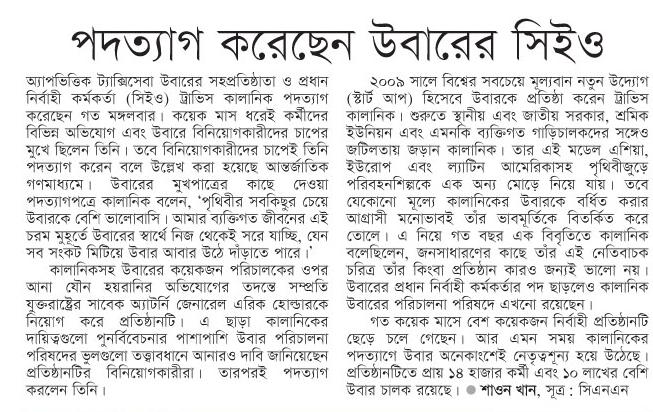 পদত্যাগ করেছেন উবারের সিইও
অ্যাপভিত্তিক ট্যাক্সিসেবা উবারের সহপ্রতিষ্ঠাতা ও প্রধান
নির্বাহী কর্মকর্তা (সিইও) ট্রাভিস কালানিক পদত্যাগ
করেছেন গত মঙ্গলবার। কয়েক মাস ধরেই কর্মীদের
বিভিন্ন অভিযোগ এবং উবারে বিনিয়োগকারীদের চাপের
মুখে ছিলেন তিনি। তবে বিনিয়োগকারীদের চাপেই তিনি
পদত্যাগ করেন বলে উল্লেখ করা হয়েছে আন্তর্জাতিক
গণমাধ্যমে। উবারের মুখপাত্রের কাছে দেওয়া
পদত্যাগপত্রে কালানিক বলেন, ‘পৃথিবীর সবকিছুর চেয়ে
উবারকে বেশি ভালোবাসি। আমার ব্যক্তিগত জীবনের এই
চরম মুহূর্তে উবারের স্বার্থে নিজ থেকেই সরে যাচ্ছি, যেন
সব সংকট মিটিয়ে উবার আবার উঠে দাঁড়াতে পারে।’
কালানিকসহ উবারের কয়েকজন পরিচালকের ওপর
আনা যৌন হয়রানির অভিযোগের তদন্তে সম্প্রতি
যুক্তরাষ্ট্রের সাবেক অ্যাটর্নি জেনারেল এরিক হোল্ডারকে
নিয়োগ করে প্রতিষ্ঠানটি। এ ছাড়া কালানিকের
দায়িত্বগুলো পুনর্বিবেচনার পাশাপাশি উবার পরিচালনা
পরিষদের ভুলগুলো তত্ত্বাবধানে আনারও দাবি জানিয়েছেন
প্রতিষ্ঠানটির বিনিয়োগকারীরা। তারপরই পদত্যাগ
করলেন তিনি।
২০০৯ সালে বিশ্বের সবচেয়ে মূল্যবান নতুন উদ্যোগ
(স্টার্ট আপ) হিসেবে উবারকে প্রতিষ্ঠা করেন ট্রাভিস
কালানিক। শুরুতে স্থানীয় এবং জাতীয় সরকার, শ্রমিক
ইউনিয়ন এবং এমনকি ব্যক্তিগত গাড়িচালকদের সঙ্গেও
জটিলতায় জড়ান কালানিক। তার এই মডেল এশিয়া,
ইউরোপ এবং ল্যাটিন আমেরিকাসহ পৃথিবীজুড়ে
পরিবহনশিল্পকে এক অন্য মোড়ে নিয়ে যায়। তবে
যেকোনো মূল্যে কালানিকের উবারকে বর্ধিত করার
আগ্রাসী মনোভাবই তাঁর ভাবমূর্তিকে বিতর্কিত করে
তোলে। এ নিয়ে গত বছর এক বিবৃতিতে কালানিক
বলেছিলেন, জনসাধারণের কাছে তাঁর এই নেতিবাচক
চরিত্র তাঁর কিংবা প্রতিষ্ঠান কারও জন্যই ভালো নয়।
উবারের প্রধান নির্বাহী কর্মকর্তার পদ ছাড়লেও কালানিক
উবারের পরিচালনা পরিষদে এখনো রয়েছেন।
গত কয়েক মাসে বেশ কয়েকজন নির্বাহী প্রতিষ্ঠানটি
ছেড়ে চলে গেছেন। আর এমন সময় কালানিকের
পদত্যাগে উবার অনেকাংশেই নেতৃত্বশূন্য হয়ে উঠেছে।
প্রতিষ্ঠানটিতে প্রায় ১৪ হাজার কর্মী এবং ১০ লাখের বেশি
উবার চালক রয়েছে। ● শাওন খান, সূত্র : সিএনএন